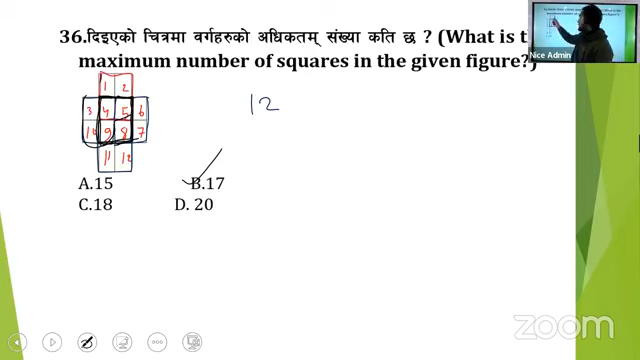 36.दिइएको चित्रमा वर्गहरुको अधिकतम् संख्या कति छ ? (What is t
maximum number of squares in the given figure?)
1 2
3 4 5 6
10 9 8 7
11 12
12
A.15 B.17
C.18 D. 20
Nice Admin
zoom